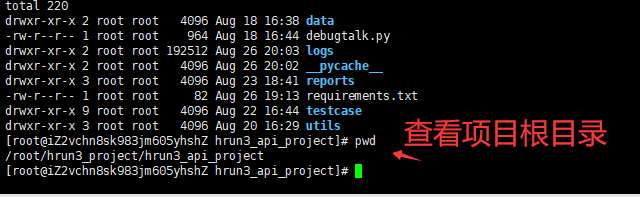 total 220
drwxr-xr-x 2 root root   4096 Aug 18 16:38 data
-rw-r--r-- 1 root root    964 Aug 18 16:44 debugtalk.py
drwxr-xr-x 2 root root 192512 Aug 26 20:03 logs
drwxr-xr-x 2 root root   4096 Aug 26 20:02 __pycache__
drwxr-xr-x 3 root root   4096 Aug 23 18:41 reports
-rw-r--r-- 1 root root     82 Aug 26 19:13 requirements.txt
drwxr-xr-x 9 root root   4096 Aug 22 16:44 testcase
drwxr-xr-x 3 root root   4096 Aug 20 16:29 utils
[root@iZ2vchn8sk983jm605yhshZ hrun3_api_project]# pwd
/root/hrun3_project/hrun3_api_project
查看项目根目录
[root@iZ2vchn8sk983jm605yhshZ hrun3_api_project]#